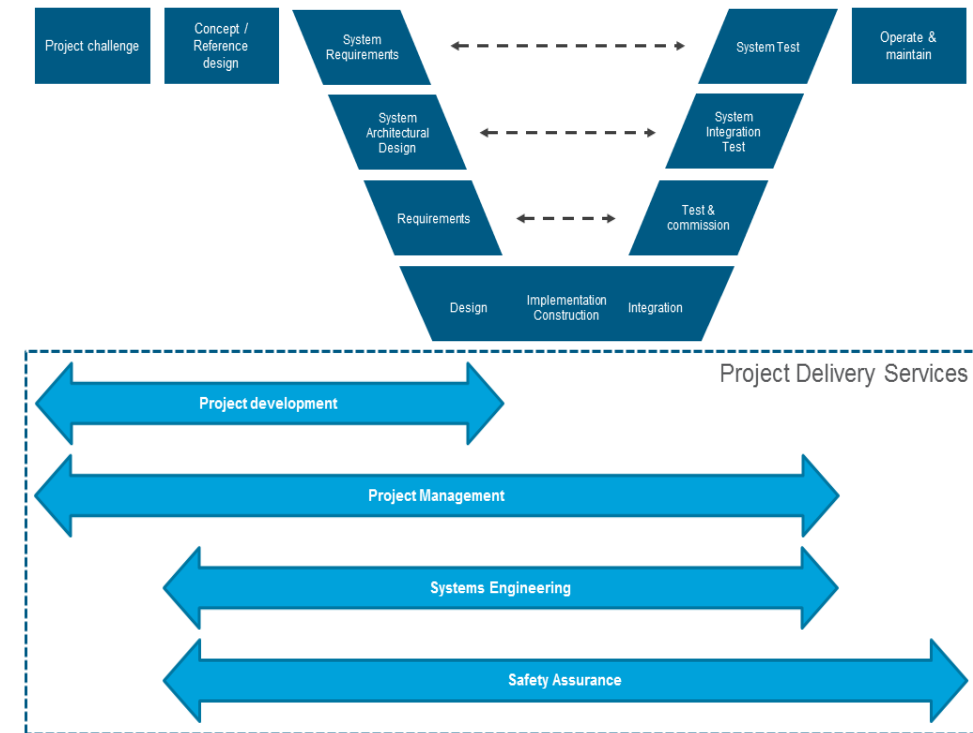 Project challenge
Concept /
Reference
design
System
Requirements
System Test
Operate &
maintain
System
Architectural
Design
System
Integration
Test
Requirements
Test &
commission
Design
Implementation
Construction
Integration
Project Delivery Services
Project development
Project Management
Systems Engineering
Safety Assurance